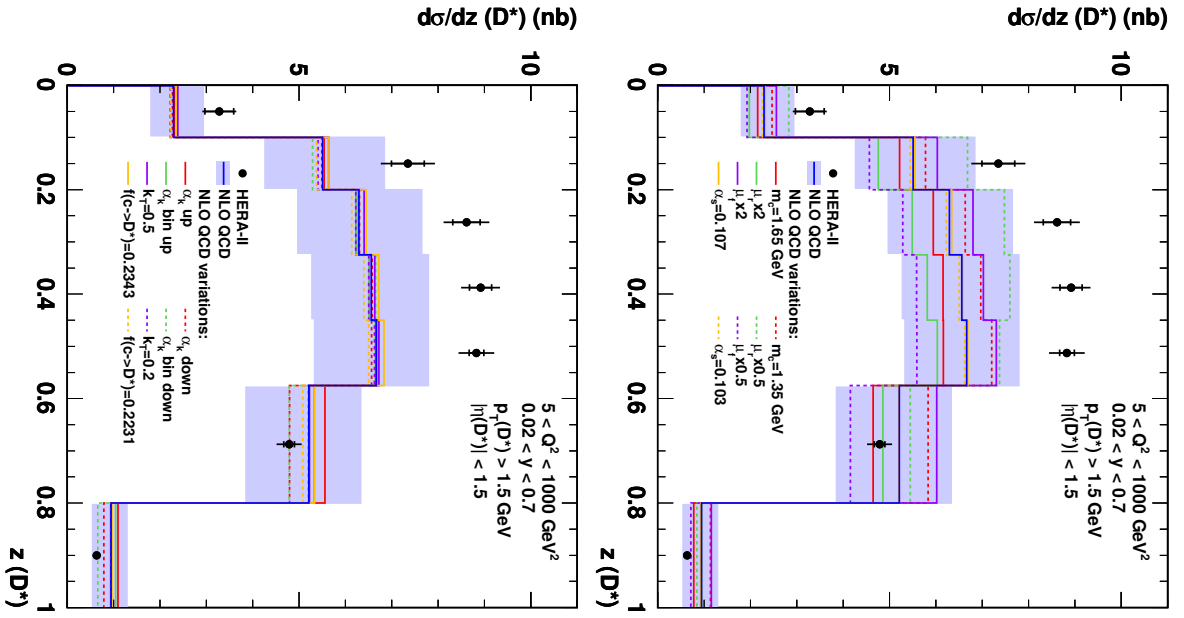 dσ/dz (D*) (nb)
10
5
0
5 < Q² < 1000 GeV²
0.02 < y < 0.7
p_T(D*) > 1.5 GeV
|η(D*)| < 1.5
HERA-II
NLO QCD
NLO QCD variations:
m_c=1.65 GeV m_c=1.35 GeV
μ_r x2 μ_r x0.5
μ_f x2 μ_f x0.5
α_s=0.107 α_s=0.103
0 0.2 0.4 0.6 0.8 1
z (D*)
dσ/dz (D*) (nb)
10
5
0
5 < Q² < 1000 GeV²
0.02 < y < 0.7
p_T(D*) > 1.5 GeV
|η(D*)| < 1.5
HERA-II
NLO QCD
NLO QCD variations:
α_k up α_k down
α_k bin up α_k bin down
k_T=0.5 k_T=0.2
f(c->D*)=0.2343 f(c->D*)=0.2231
0 0.2 0.4 0.6 0.8 1
z (D*)